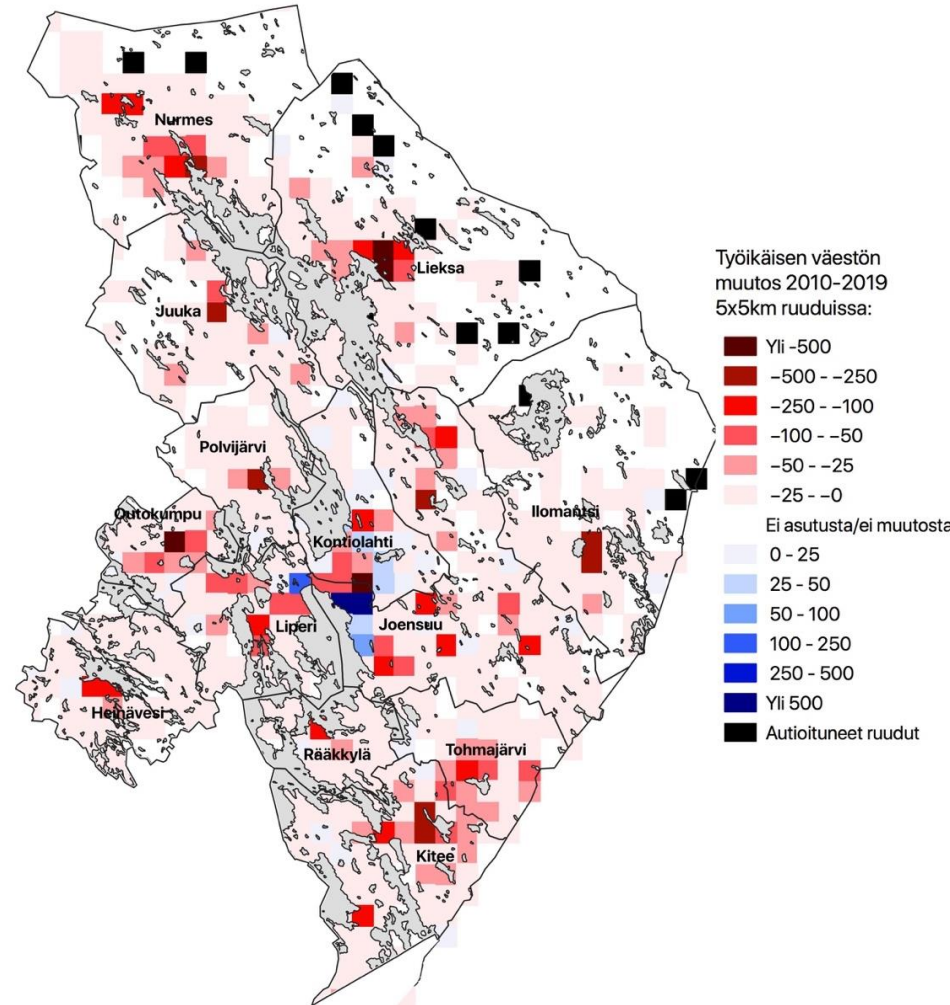 Nurmes
Lieksa
Juuka
Polvijärvi
Outokumpu
Kontiolahti
Ilomantsi
Liperi
Joensuu
Heinävesi
Rääkkylä
Tohmajärvi
Kitee
Työikäisen väestön
muutos 2010-2019
5x5km ruuduissa:
Yli -500
-500 - -250
-250 - -100
-100 - -50
-50 - -25
-25 - -0
Ei asutusta/ei muutosta
0 - 25
25 - 50
50 - 100
100 - 250
250 - 500
Yli 500
Autioituneet ruudut